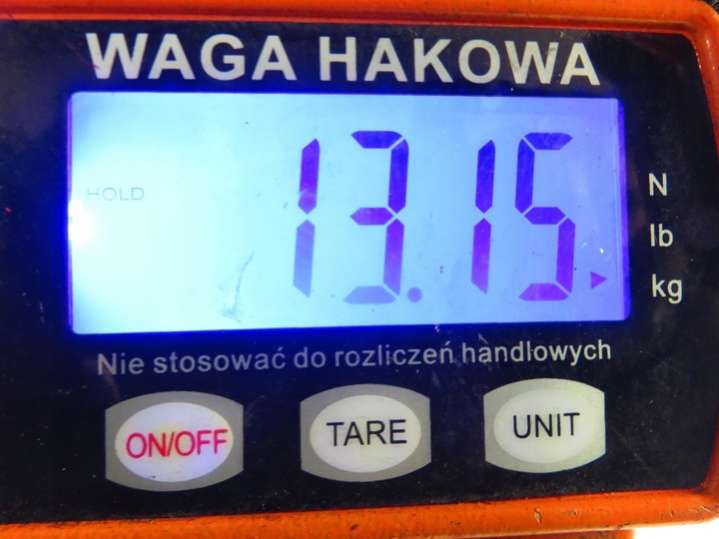 WAGA HAKOWA
HOLD
13.15
N
lb
kg
Nie stosować do rozliczeń handlowych
ON/OFF
TARE
UNIT